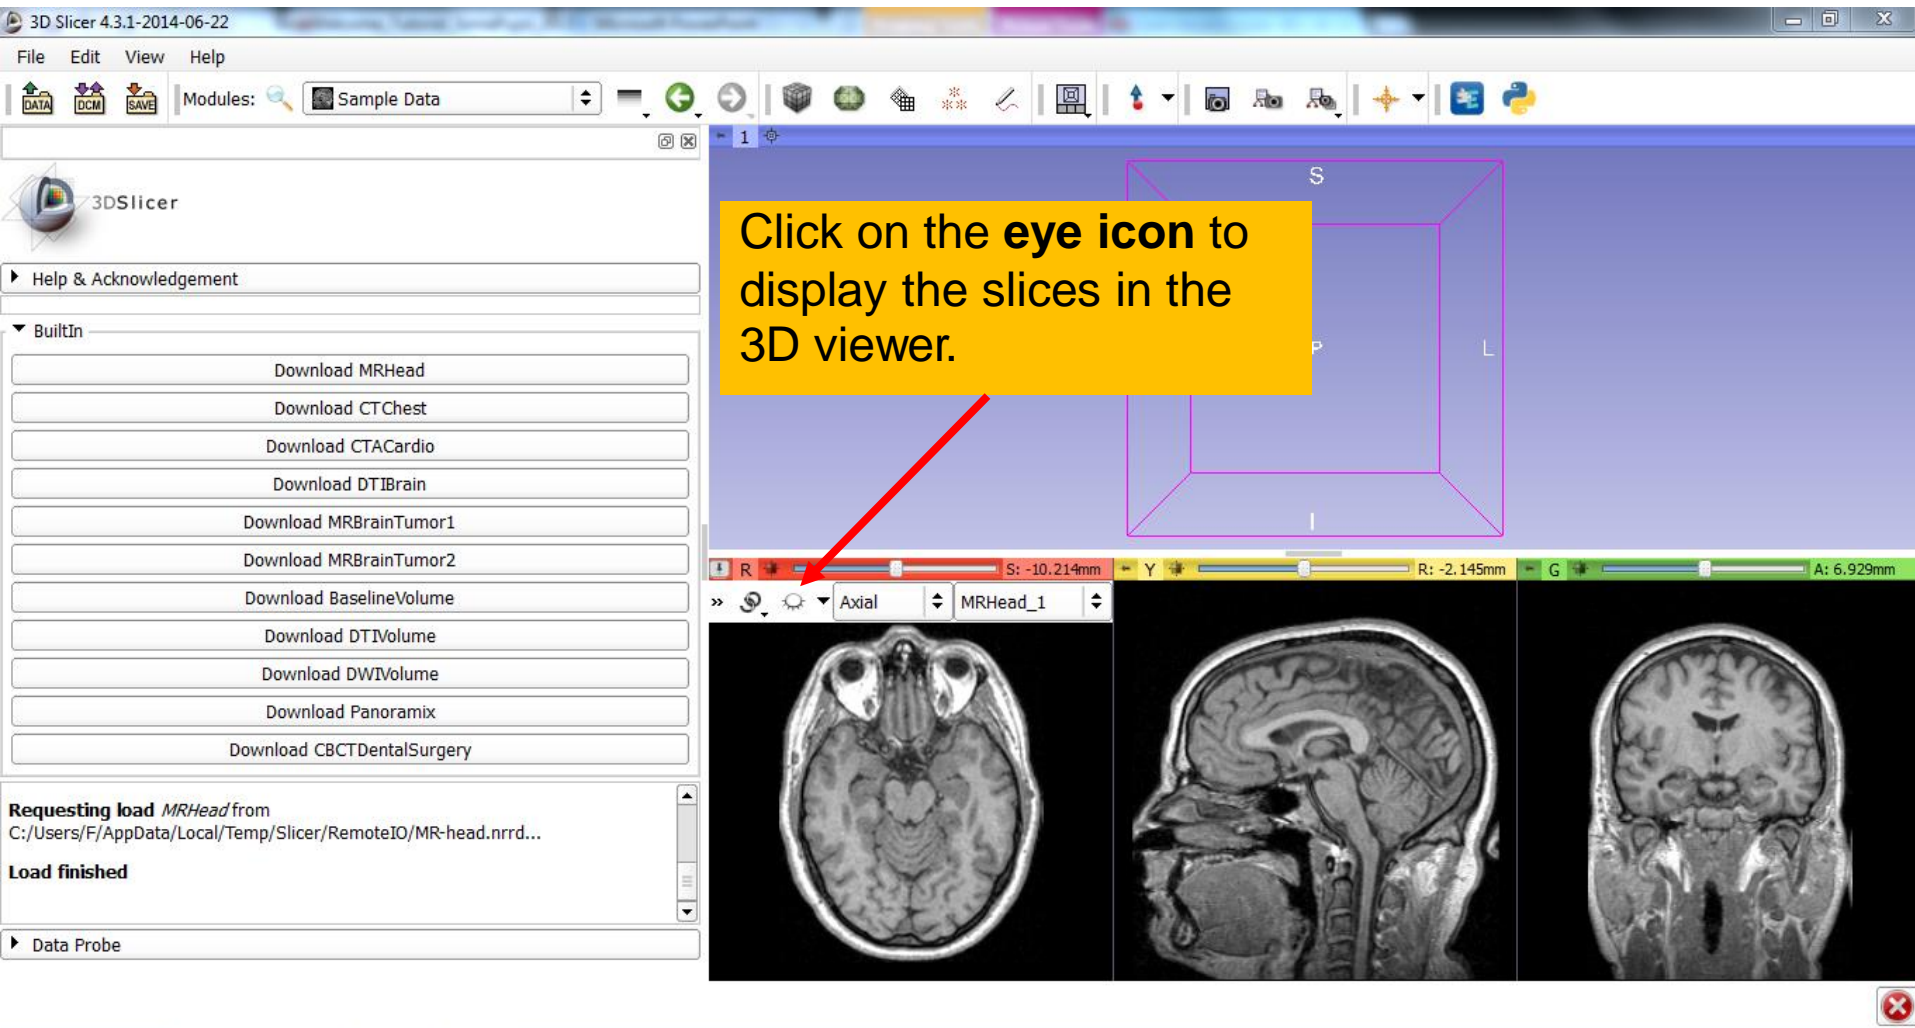 3D Slicer 4.3.1-2014-06-22
File Edit View Help
DATA DCM SAVE Modules: Sample Data
1
3DSlicer
S
Click on the eye icon to
display the slices in the
3D viewer.
P
L
I
Help & Acknowledgement
BuiltIn
Download MRHead
Download CTChest
Download CTACardio
Download DTIBrain
Download MRBrainTumor1
Download MRBrainTumor2
Download BaselineVolume
Download DTIVolume
Download DWIVolume
Download Panoramix
Download CBCTDentalSurgery
R S: -10.214mm Y R: -2.145mm G A: 6.929mm
» Axial MRHead_1
Requesting load MRHead from
C:/Users/F/AppData/Local/Temp/Slicer/RemoteIO/MR-head.nrrd...
Load finished
Data Probe